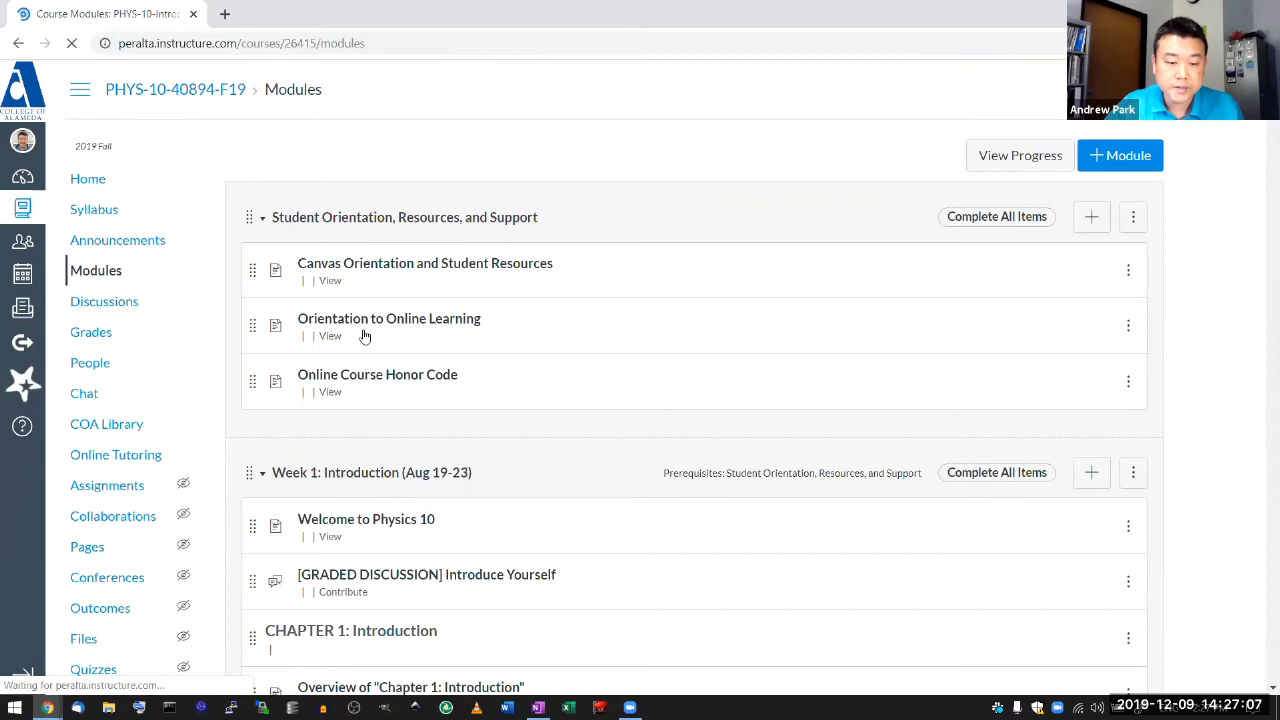 Course Modules: PHYS-10-Intro
peralta.instructure.com/courses/26415/modules
Andrew Park
COLLEGE OF
ALAMEDA
PHYS-10-40894-F19 › Modules
2019 Fall
View Progress
Module
Home
Syllabus
Announcements
Modules
Discussions
Grades
People
Chat
COA Library
Online Tutoring
Assignments
Collaborations
Pages
Conferences
Outcomes
Files
Quizzes
Student Orientation, Resources, and Support
Complete All Items
Canvas Orientation and Student Resources
| | View
Orientation to Online Learning
| | View
Online Course Honor Code
| | View
Week 1: Introduction (Aug 19-23)
Prerequisites: Student Orientation, Resources, and Support
Complete All Items
Welcome to Physics 10
| | View
[GRADED DISCUSSION] Introduce Yourself
| | Contribute
CHAPTER 1: Introduction
|
Overview of "Chapter 1: Introduction"
Waiting for peralta.instructure.com...
2019-12-09 14:27:07